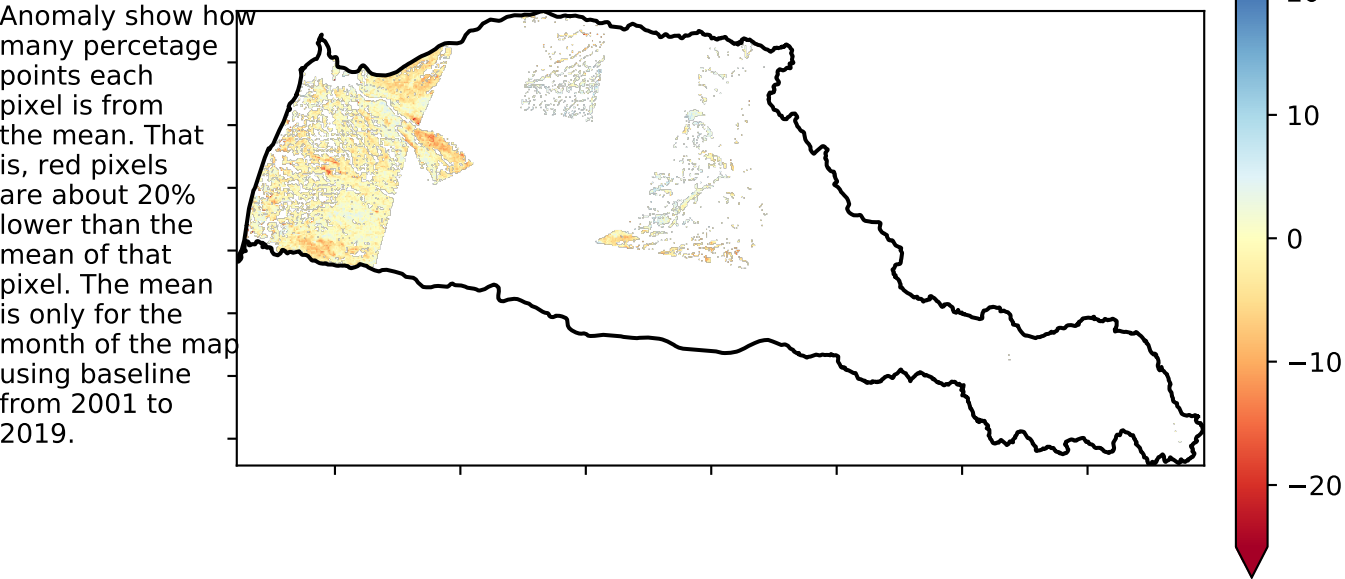 Anomaly show how
many percetage
points each
pixel is from
the mean. That
is, red pixels
are about 20%
lower than the
mean of that
pixel. The mean
is only for the
month of the map
using baseline
from 2001 to
2019.
10
0
−10
−20